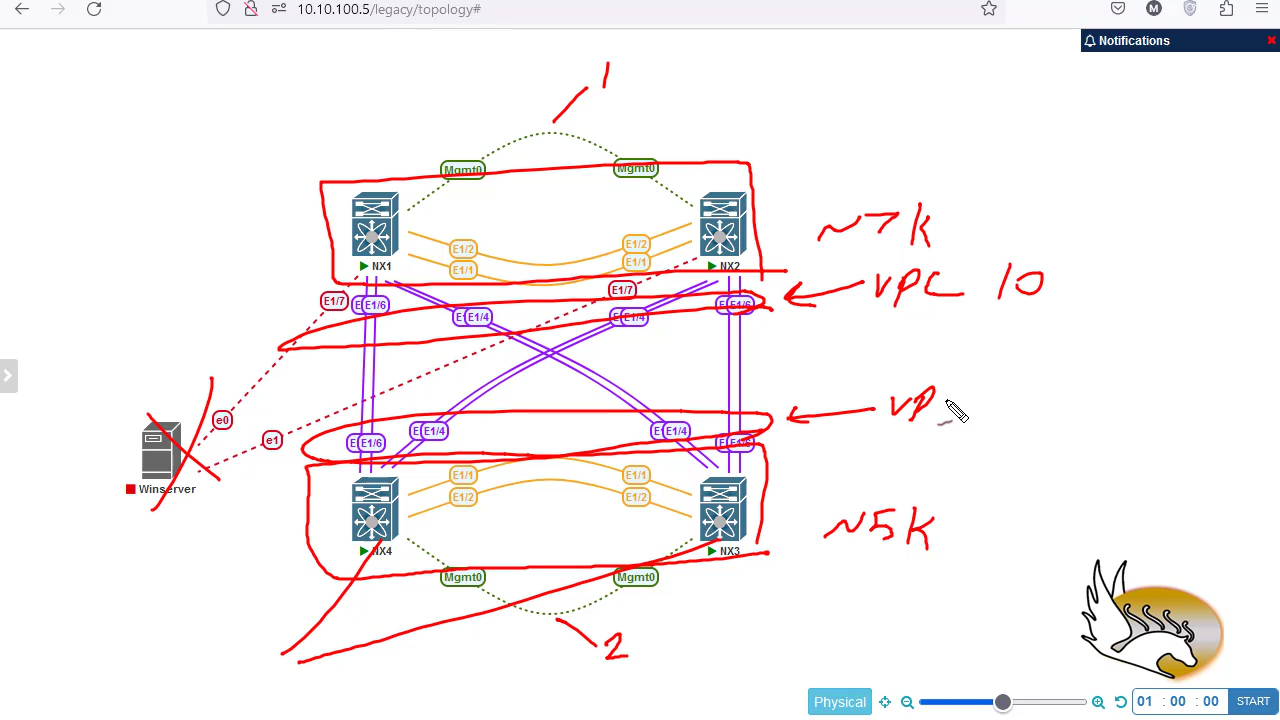 10.10.100.5/legacy/topology#
M
Notifications
1
Mgmt0 Mgmt0
N7K
E1/2 E1/2
E1/1 E1/1
NX1 NX2
VPC 10
E1/7 E1/6 E1/7 E1/6
E1/4 E1/4
VP
e0
E1/4 E1/4
e1 E1/6 E1/6
E1/1 E1/1
Winserver E1/2 E1/2
N5K
NX4 NX3
Mgmt0 Mgmt0
2
Physical 01 : 00 : 00 START